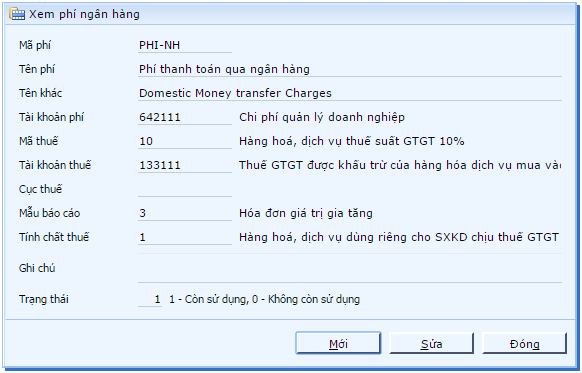 Xem phí ngân hàng
Mã phí PHI-NH
Tên phí Phí thanh toán qua ngân hàng
Tên khác Domestic Money transfer Charges
Tài khoản phí 642111 Chi phí quản lý doanh nghiệp
Mã thuế 10 Hàng hoá, dịch vụ thuế suất GTGT 10%
Tài khoản thuế 133111 Thuế GTGT được khấu trừ của hàng hóa dịch vụ mua vào
Cục thuế
Mẫu báo cáo 3 Hóa đơn giá trị gia tăng
Tính chất thuế 1 Hàng hoá, dịch vụ dùng riêng cho SXKD chịu thuế GTGT
Ghi chú
Trạng thái 1 1 - Còn sử dụng, 0 - Không còn sử dụng
Mới Sửa Đóng